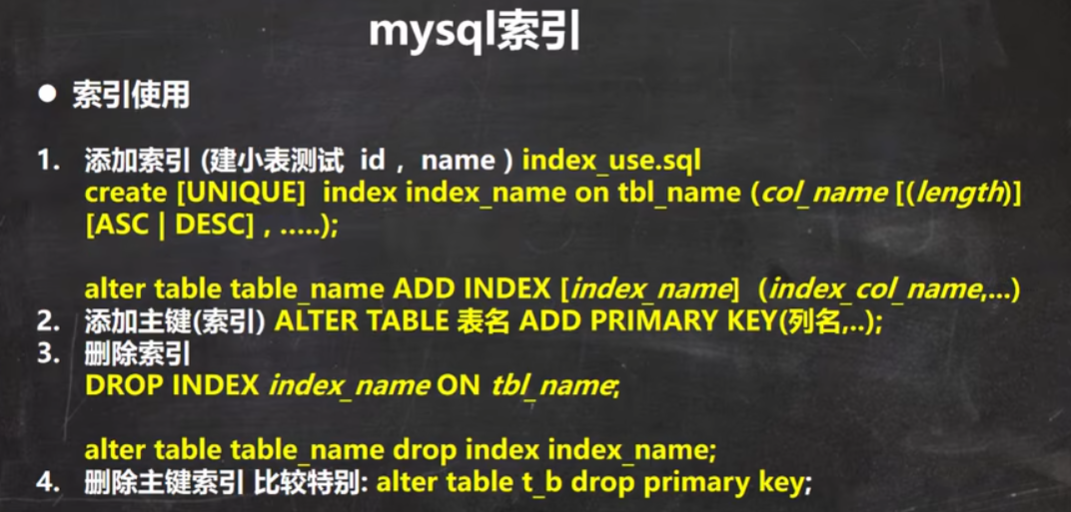 mysql索引
● 索引使用
1. 添加索引 (建小表测试 id , name ) index_use.sql
create [UNIQUE] index index_name on tbl_name (col_name [(length)]
[ASC | DESC] , .....);
alter table table_name ADD INDEX [index_name] (index_col_name,...)
2. 添加主键(索引) ALTER TABLE 表名 ADD PRIMARY KEY(列名,..);
3. 删除索引
DROP INDEX index_name ON tbl_name;
alter table table_name drop index index_name;
4. 删除主键索引 比较特别: alter table t_b drop primary key;